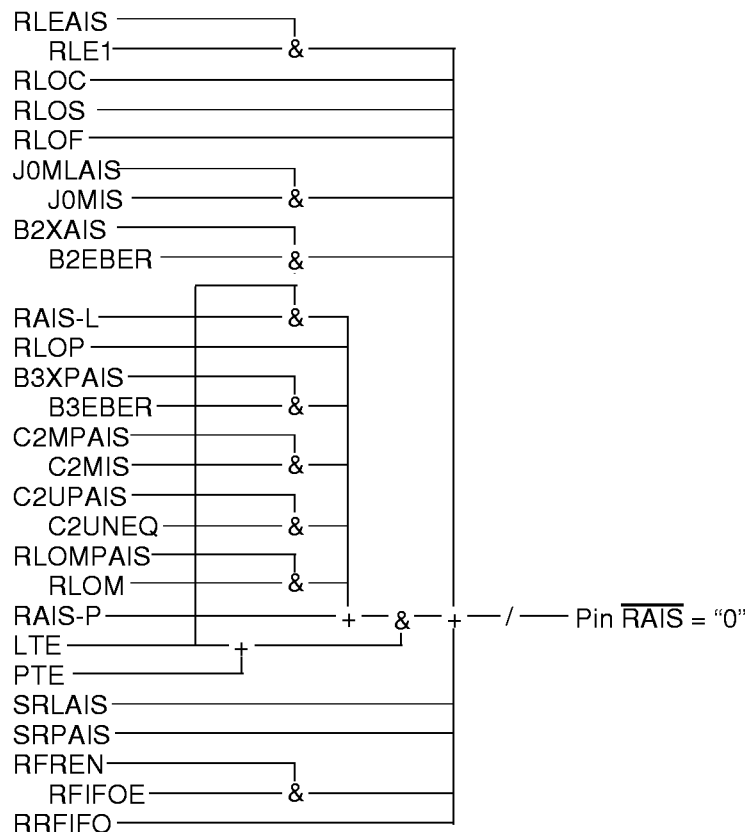 RLEAIS
&
RLE1
RLOC
RLOS
RLOF
J0MLAIS
J0MIS
&
B2XAIS
B2EBER
&
RAIS-L
&
RLOP
B3XPAIS
B3EBER
&
C2MPAIS
C2MIS
&
C2UPAIS
C2UNEQ
&
RLOMPAIS
RLOM
&
RAIS-P + & + / Pin RAIS = “0”
LTE +
PTE
SRLAIS
SRPAIS
RFREN
RFIFOE
&
RRFIFO